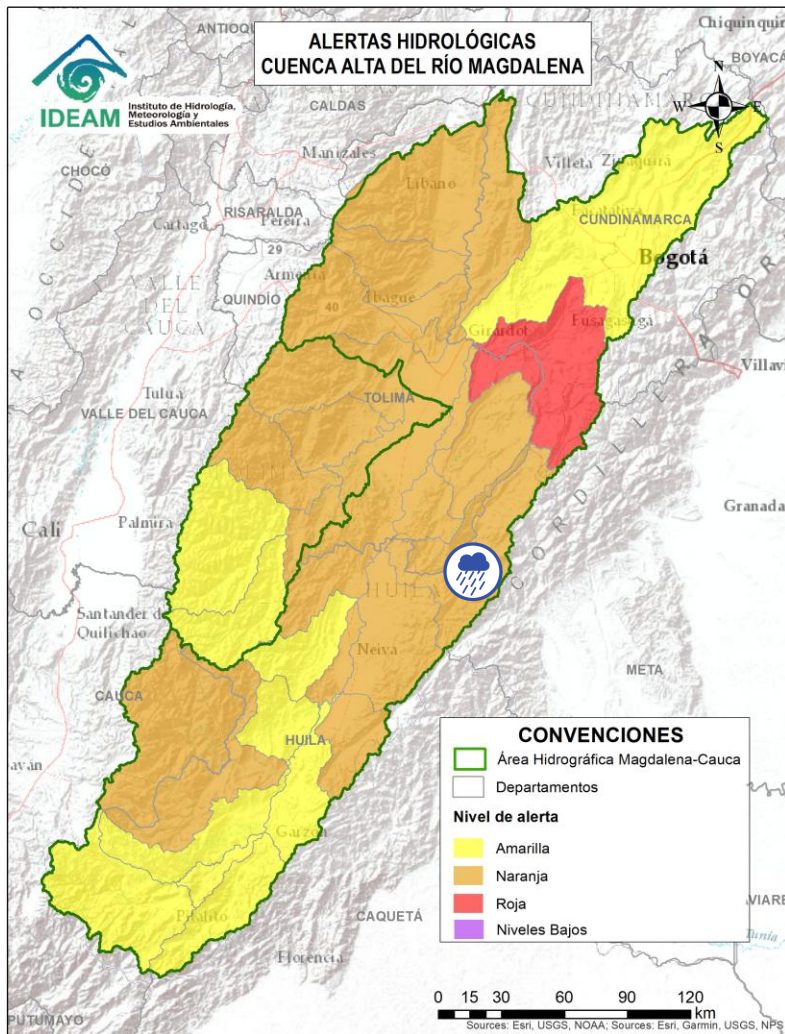 ALERTAS HIDROLÓGICAS
CUENCA ALTA DEL RÍO MAGDALENA
IDEAM
Instituto de Hidrología,
Meteorología y
Estudios Ambientales
Chiquinquir
BOYACÁ
CALDAS
N
W
E
S
Manizales
Líbano
Villeta
Zipaquirá
CHOCÓ
RISARALDA
Pereira
CUNDINAMARCA
Cartago
29
Armenia
Bogotá
QUINDÍO
40
Ibagué
VALLE
DEL
CAUCA
Girardot
Fusagasugá
Villavi
Tuluá
TOLIMA
VALLE DEL CAUCA
CORDILLERA
Granada
Cali
Palmira
HUILA
Santander de
Quilichao
Neiva
META
CAUCA
HUILA
Garzón
Pitalito
CAQUETÁ
Florencia
PUTUMAYO
VIARE
Tunía
CONVENCIONES
Área Hidrográfica Magdalena-Cauca
Departamentos
Nivel de alerta
Amarilla
Naranja
Roja
Niveles Bajos
0 15 30 60 90 120
km
Sources: Esri, USGS, NOAA; Sources: Esri, Garmin, USGS, NPS